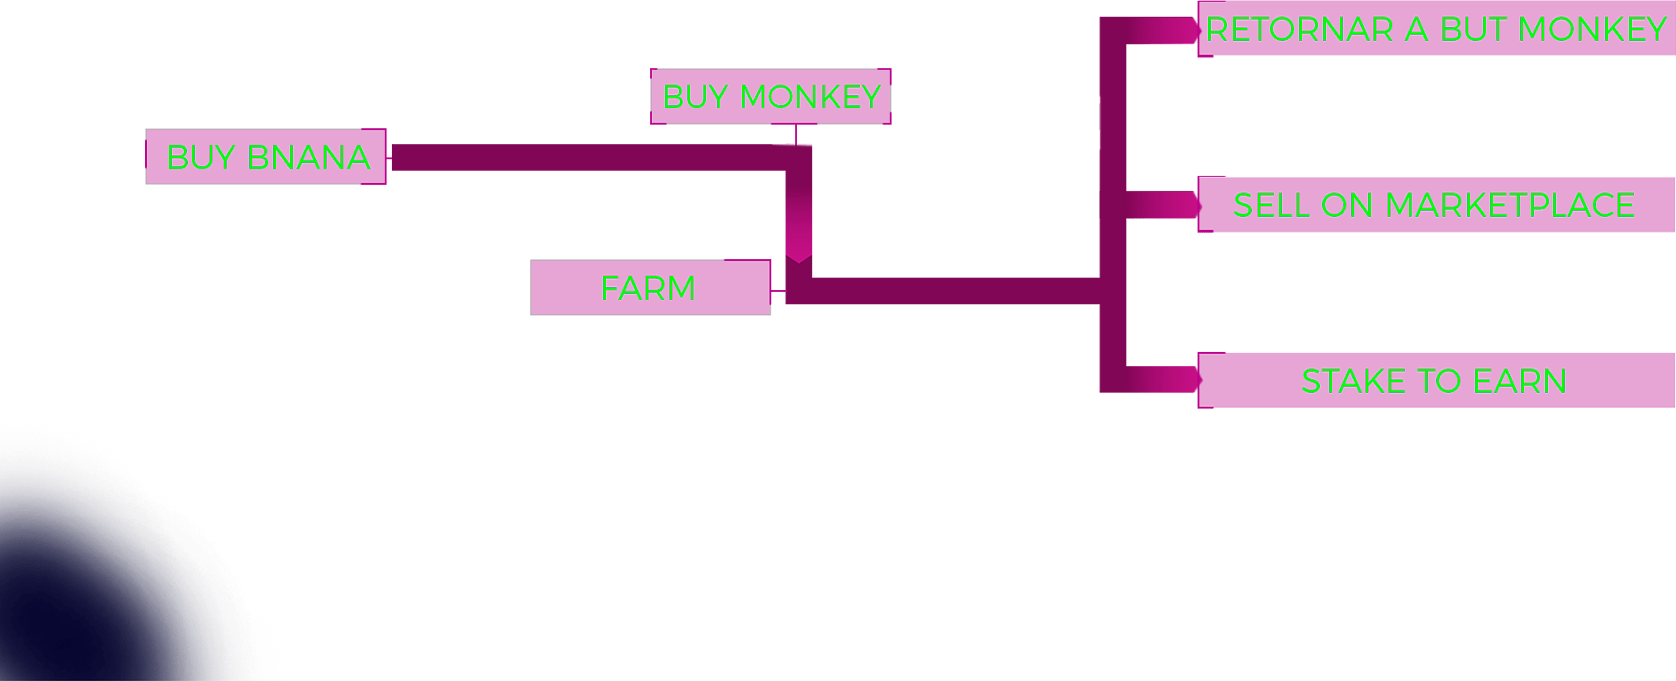 RETORNAR A BUT MONKEY
BUY MONKEY
BUY BNANA
SELL ON MARKETPLACE
FARM
STAKE TO EARN